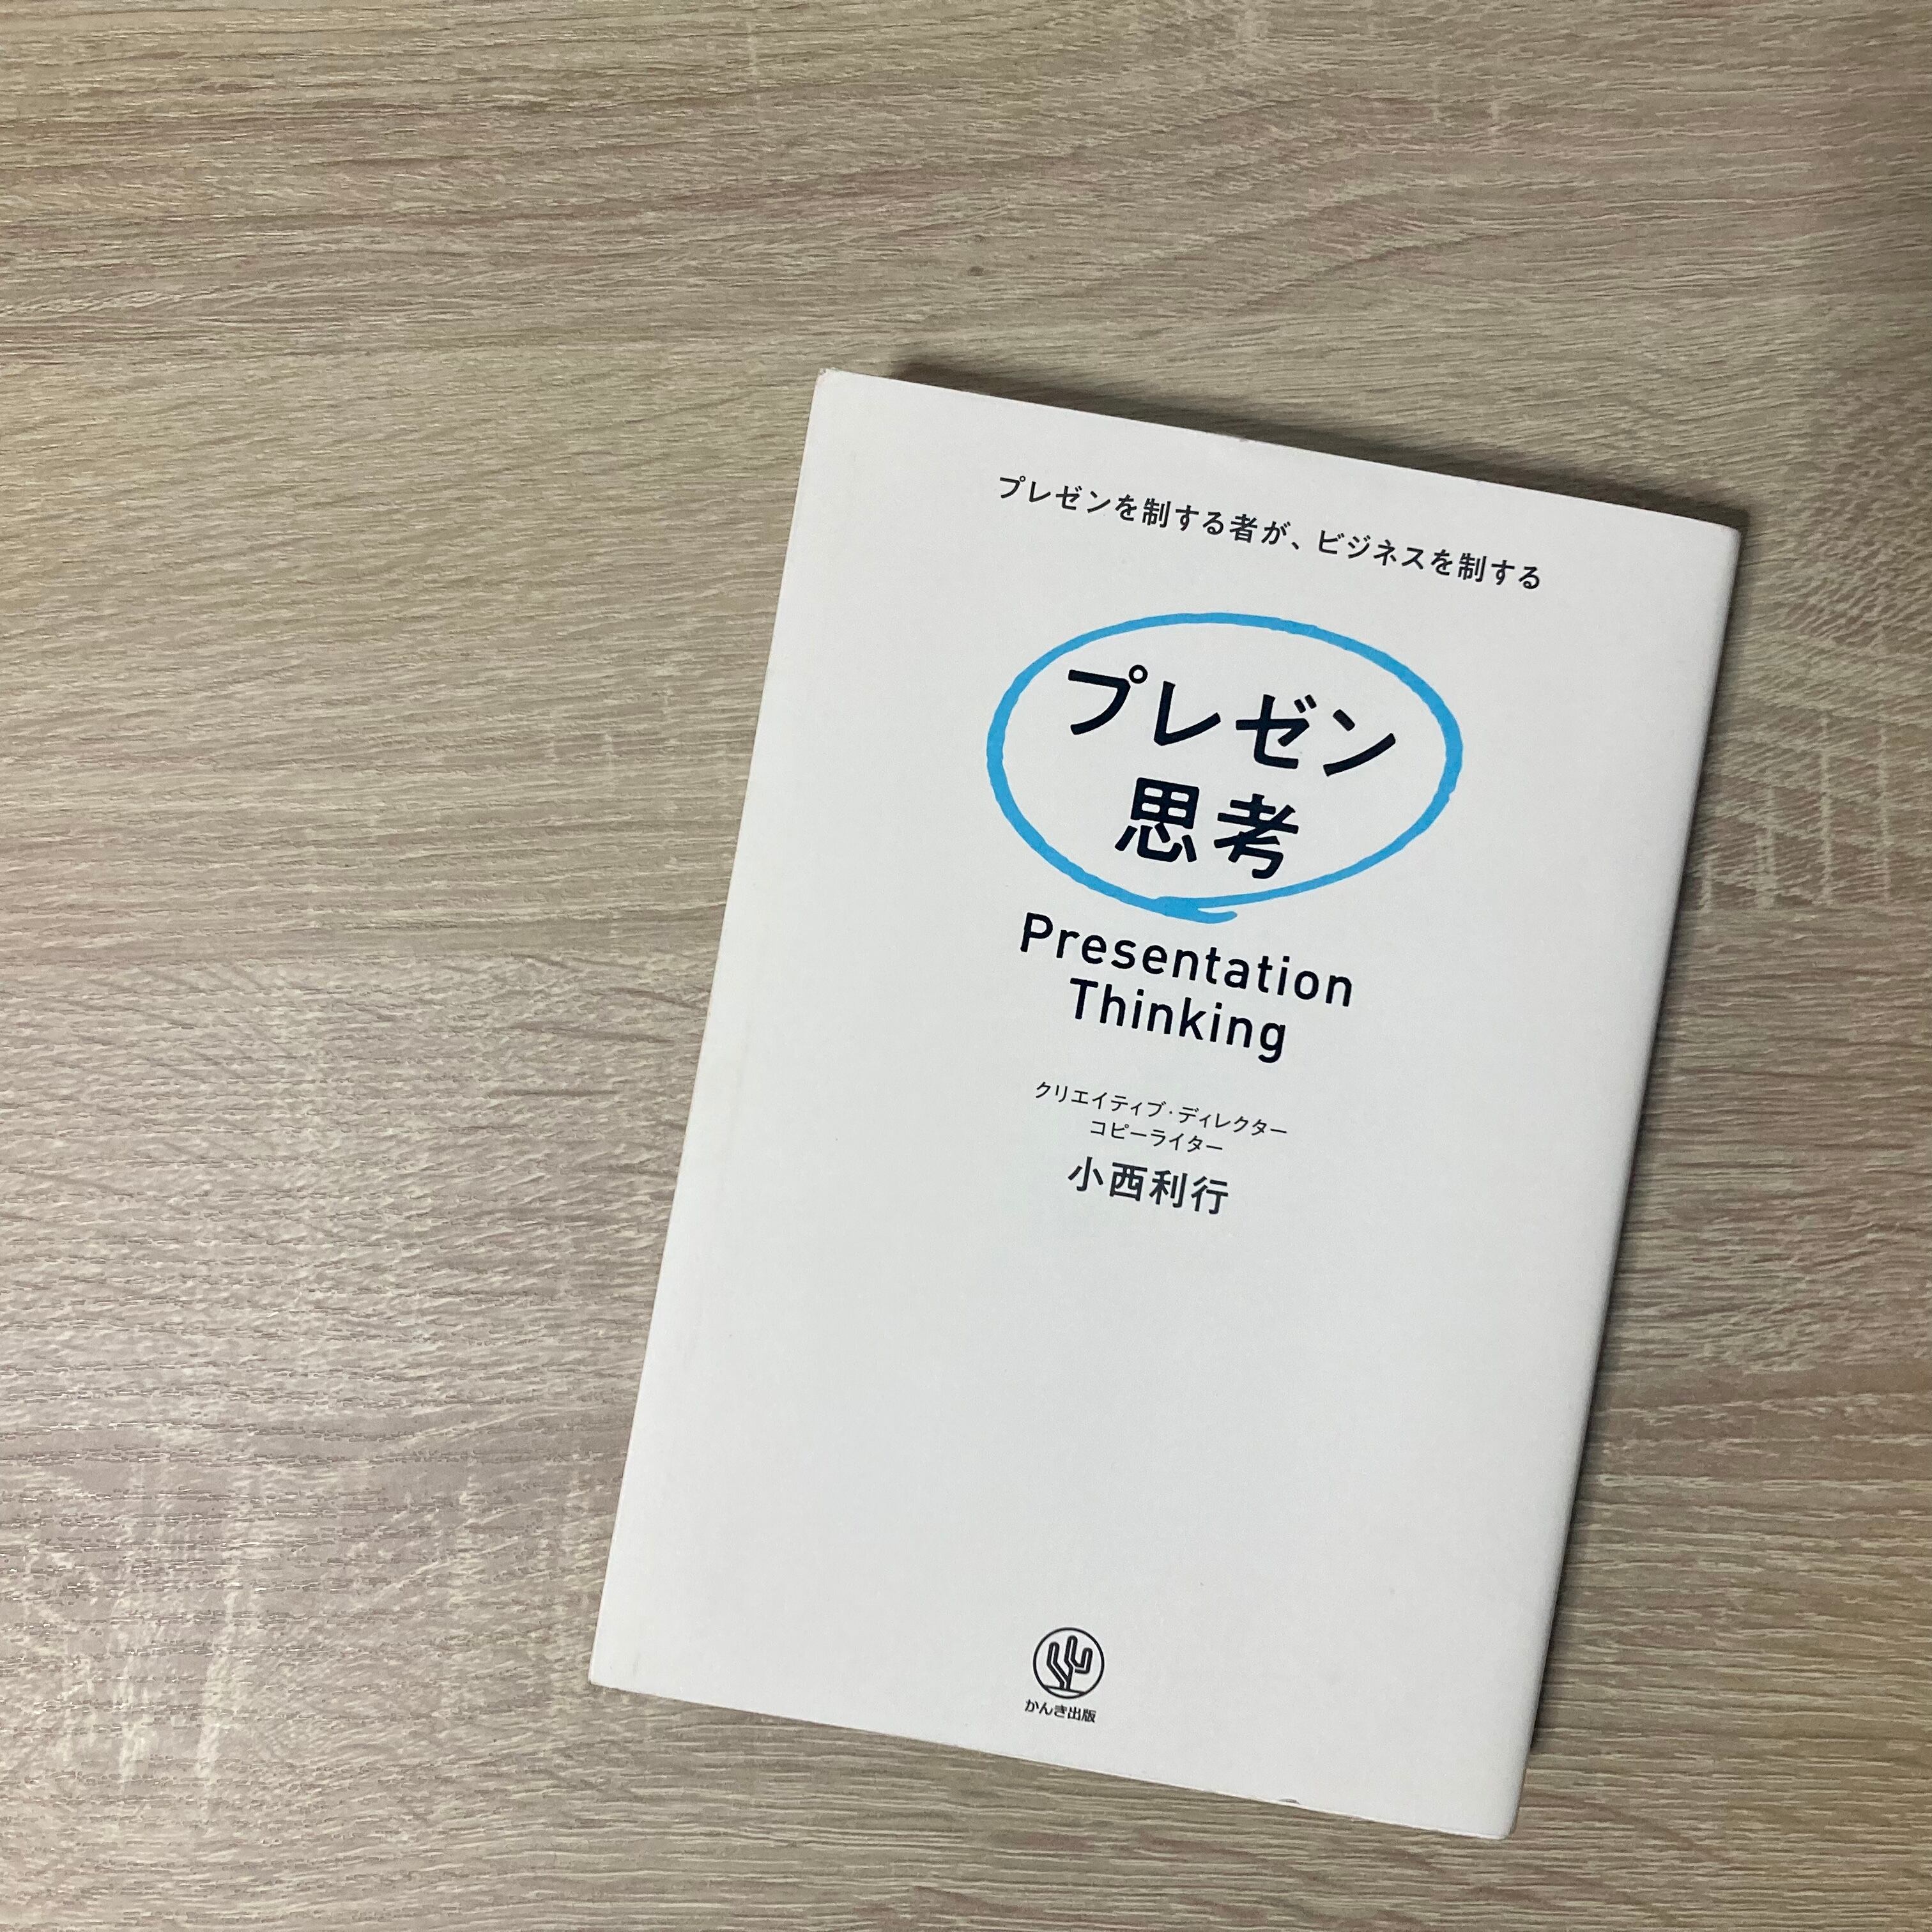 プレゼンを制する者が、ビジネスを制する
プレゼン
思考
Presentation
Thinking
クリエイティブ・ディレクター
コピーライター
小西利行
かんき出版